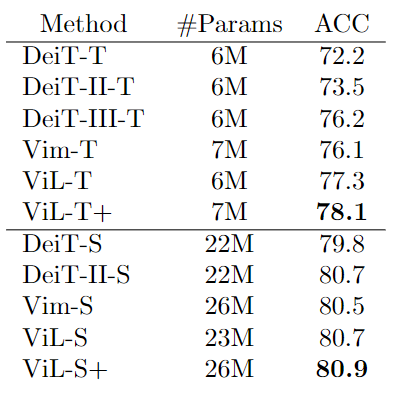 Method #Params ACC
DeiT-T 6M 72.2
DeiT-II-T 6M 73.5
DeiT-III-T 6M 76.2
Vim-T 7M 76.1
ViL-T 6M 77.3
ViL-T+ 7M 78.1
DeiT-S 22M 79.8
DeiT-II-S 22M 80.7
Vim-S 26M 80.5
ViL-S 23M 80.7
ViL-S+ 26M 80.9